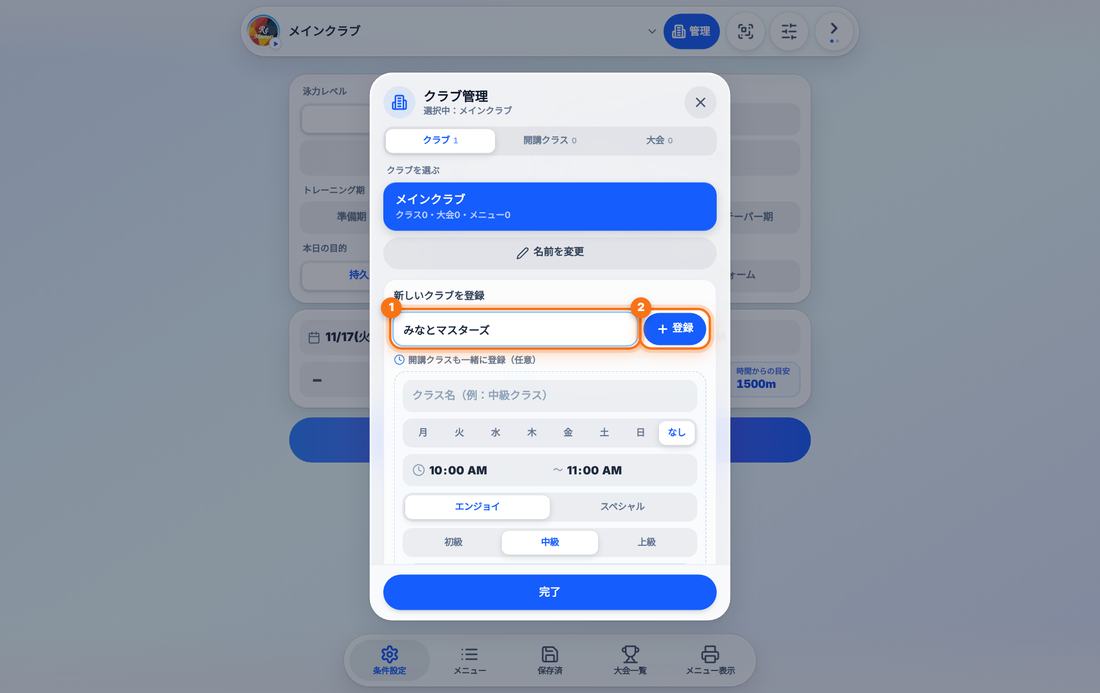 メインクラブ
管理
泳力レベル
トレーニング期
準備期
テーパー期
本日の目的
持久
ォーム
11/17(火
–
時間からの目安
1500m
クラブ管理
選択中：メインクラブ
クラブ 1
開講クラス 0
大会 0
クラブを選ぶ
メインクラブ
クラス0・大会0・メニュー0
名前を変更
新しいクラブを登録
1
2
みなとマスターズ
＋ 登録
開講クラスも一緒に登録（任意）
クラス名（例：中級クラス）
月 火 水 木 金 土 日 なし
10:00 AM 〜 11:00 AM
エンジョイ スペシャル
初級 中級 上級
完了
条件設定
メニュー
保存済
大会一覧
メニュー表示